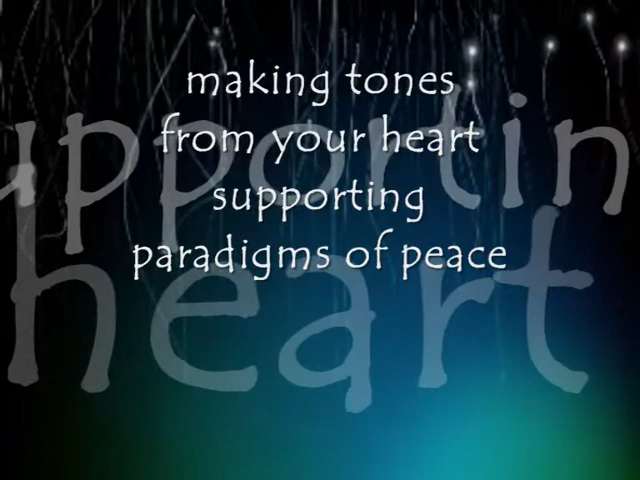 making tones
from your heart
supporting
paradigms of peace
upportin
heart